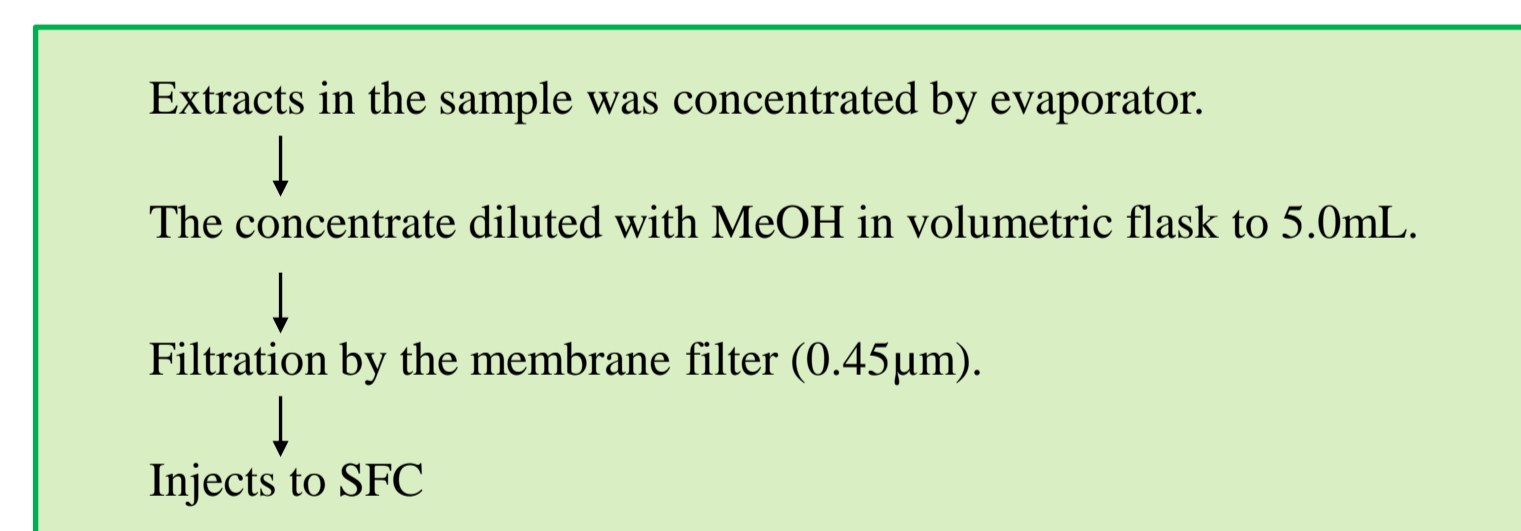 Extracts in the sample was concentrated by evaporator.
The concentrate diluted with MeOH in volumetric flask to 5.0mL.
Filtration by the membrane filter (0.45μm).
Injects to SFC